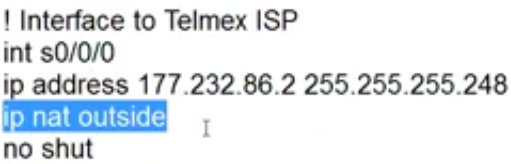 ! Interface to Telmex ISP
int s0/0/0
ip address 177.232.86.2 255.255.255.248
ip nat outside
no shut